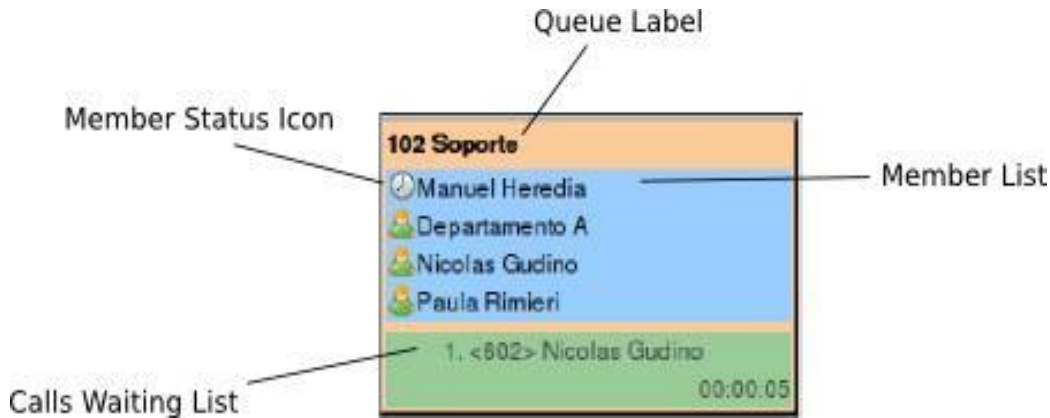 Queue Label
Member Status Icon
102 Soporte
Manuel Heredia
Member List
Departamento A
Nicolas Gudino
Paula Rimieri
1. <602> Nicolas Gudino
00:00:05
Calls Waiting List